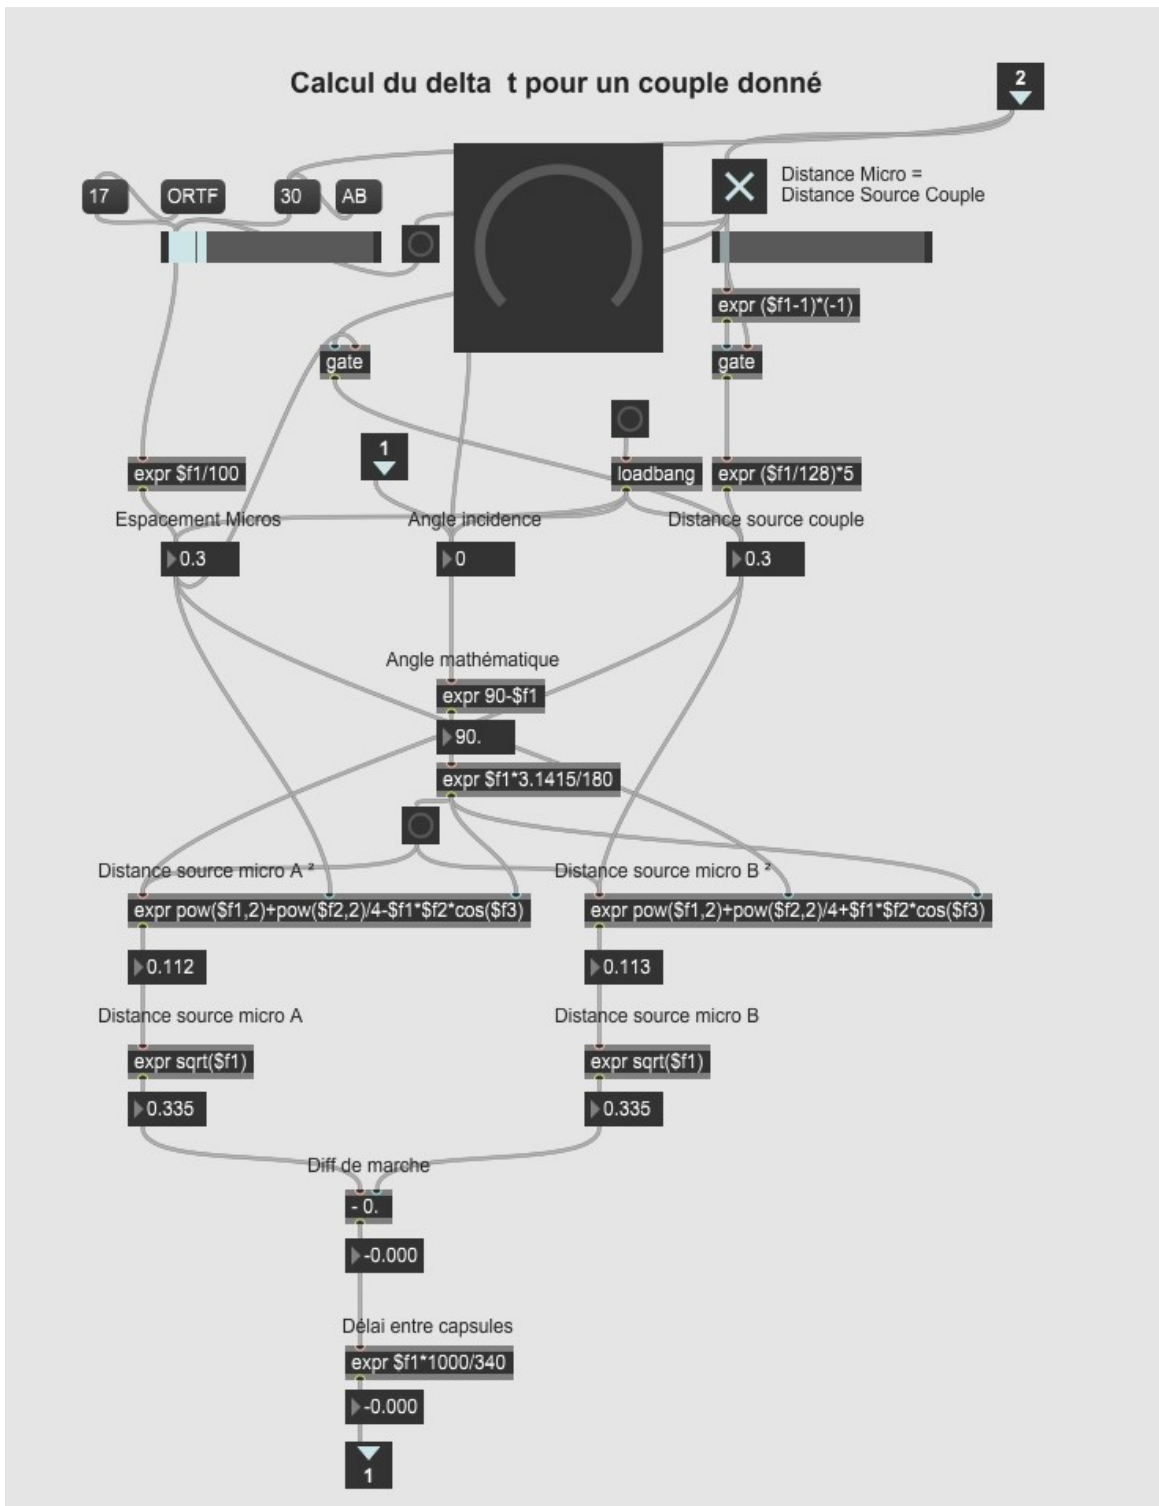 Calcul du delta  t pour un couple donné
2
17
ORTF
30
AB
Distance Micro =
Distance Source Couple
expr ($f1-1)*(-1)
gate
gate
1
expr $f1/100
loadbang
expr ($f1/128)*5
Espacement Micros
Angle incidence
Distance source couple
0.3
0
0.3
Angle mathématique
expr 90-$f1
90.
expr $f1*3.1415/180
Distance source micro A ²
Distance source micro B ²
expr pow($f1,2)+pow($f2,2)/4-$f1*$f2*cos($f3)
expr pow($f1,2)+pow($f2,2)/4+$f1*$f2*cos($f3)
0.112
0.113
Distance source micro A
Distance source micro B
expr sqrt($f1)
expr sqrt($f1)
0.335
0.335
Diff de marche
- 0.
-0.000
Délai entre capsules
expr $f1*1000/340
-0.000
1